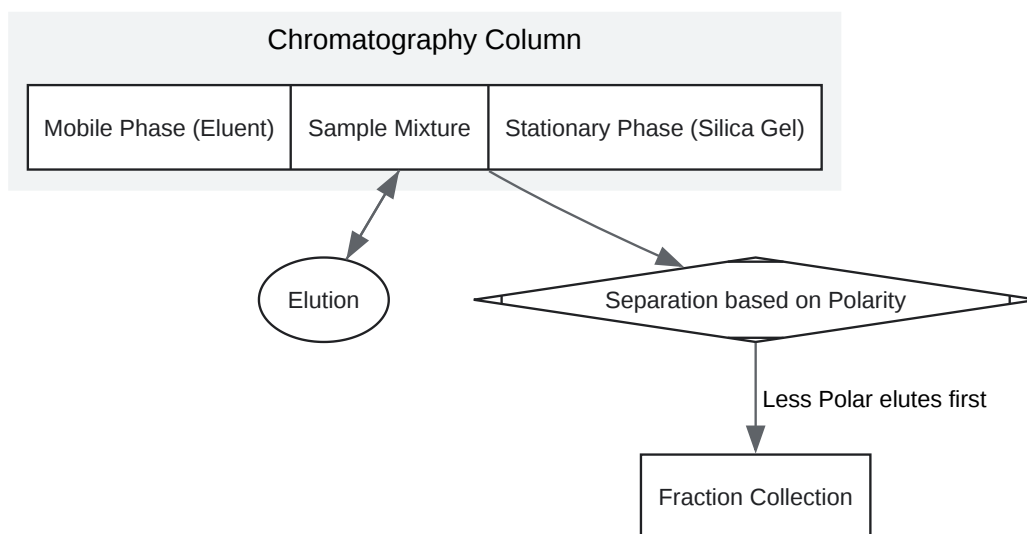 Chromatography Column
Mobile Phase (Eluent)
Sample Mixture
Stationary Phase (Silica Gel)
Elution
Separation based on Polarity
Less Polar elutes first
Fraction Collection